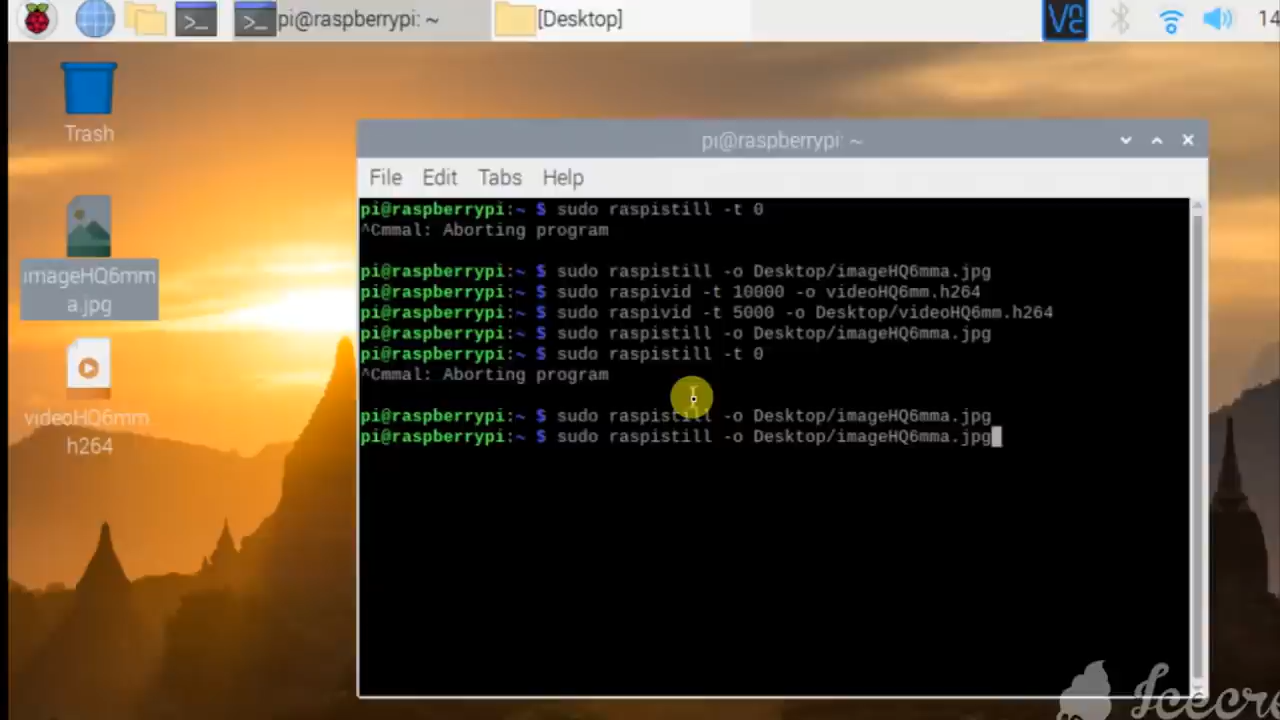 pi@raspberrypi: ~
[Desktop]
14
Trash
imageHQ6mm
a.jpg
videoHQ6mm.
h264
pi@raspberrypi: ~
File Edit Tabs Help
pi@raspberrypi:~ $ sudo raspistill -t 0
^Cmmal: Aborting program
pi@raspberrypi:~ $ sudo raspistill -o Desktop/imageHQ6mma.jpg
pi@raspberrypi:~ $ sudo raspivid -t 10000 -o videoHQ6mm.h264
pi@raspberrypi:~ $ sudo raspivid -t 5000 -o Desktop/videoHQ6mm.h264
pi@raspberrypi:~ $ sudo raspistill -o Desktop/imageHQ6mma.jpg
pi@raspberrypi:~ $ sudo raspistill -t 0
^Cmmal: Aborting program
pi@raspberrypi:~ $ sudo raspistill -o Desktop/imageHQ6mma.jpg
pi@raspberrypi:~ $ sudo raspistill -o Desktop/imageHQ6mma.jpg
Icecr